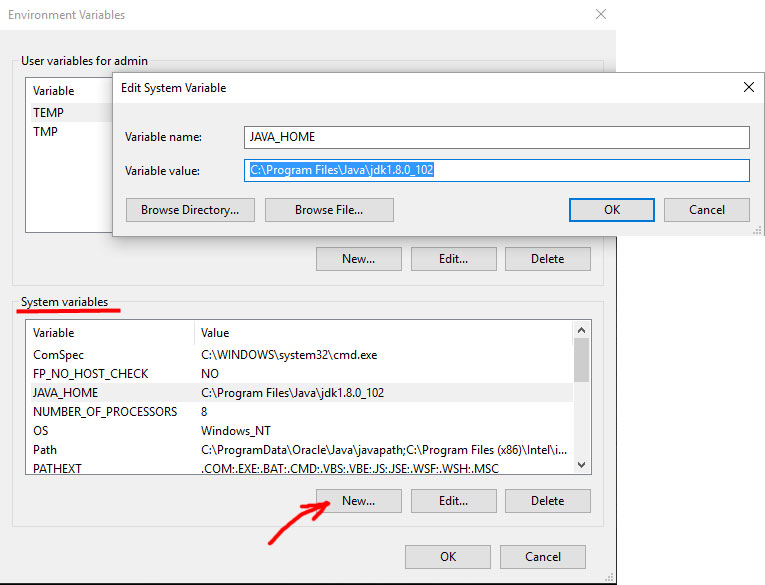 Environment Variables
User variables for admin
Variable
TEMP
TMP
Edit System Variable
Variable name: JAVA_HOME
Variable value: C:\Program Files\Java\jdk1.8.0_102
Browse Directory... Browse File... OK Cancel
New... Edit... Delete
System variables
Variable Value
ComSpec C:\WINDOWS\system32\cmd.exe
FP_NO_HOST_CHECK NO
JAVA_HOME C:\Program Files\Java\jdk1.8.0_102
NUMBER_OF_PROCESSORS 8
OS Windows_NT
Path C:\ProgramData\Oracle\Java\javapath;C:\Program Files (x86)\Intel\i...
PATHEXT .COM;.EXE;.BAT;.CMD;.VBS;.VBE;.JS;.JSE;.WSF;.WSH;.MSC
New... Edit... Delete
OK Cancel